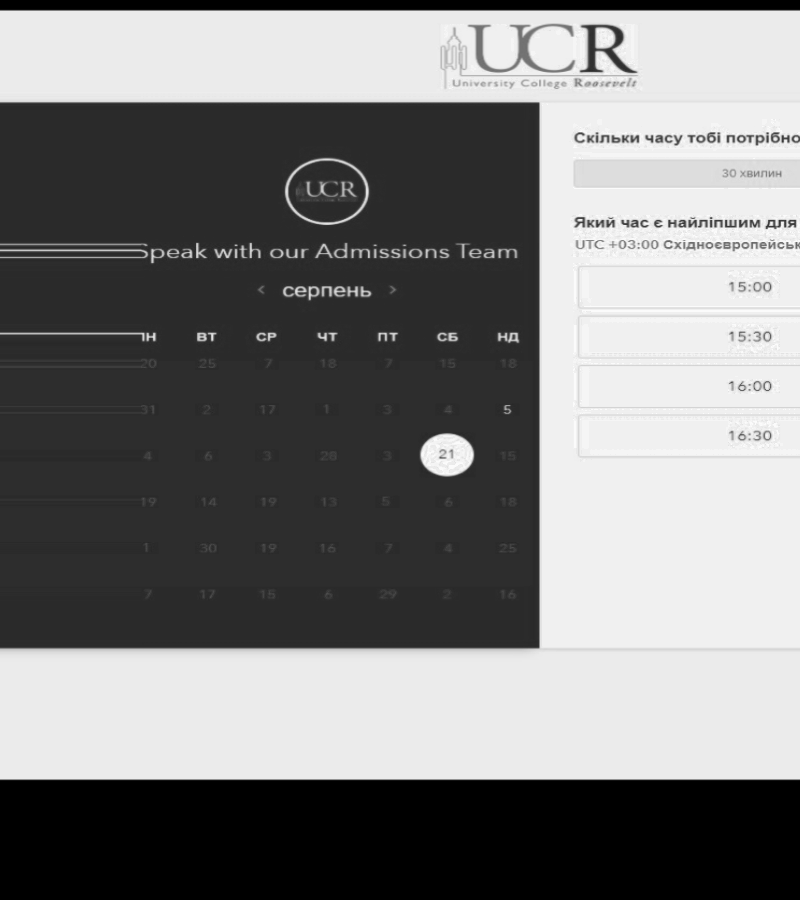 UCR
University College Roosevelt
UCR
Speak with our Admissions Team
‹ серпень ›
ПН ВТ СР ЧТ ПТ СБ НД
20 25 7 18 7 15 18
31 2 17 1 3 4 5
4 6 3 28 3 21 15
19 14 19 13 5 6 18
1 30 19 16 7 4 25
7 17 15 6 29 2 16
Скільки часу тобі потрібно
30 хвилин
Який час є найліпшим для
UTC +03:00 Східноєвропейськ
15:00
15:30
16:00
16:30